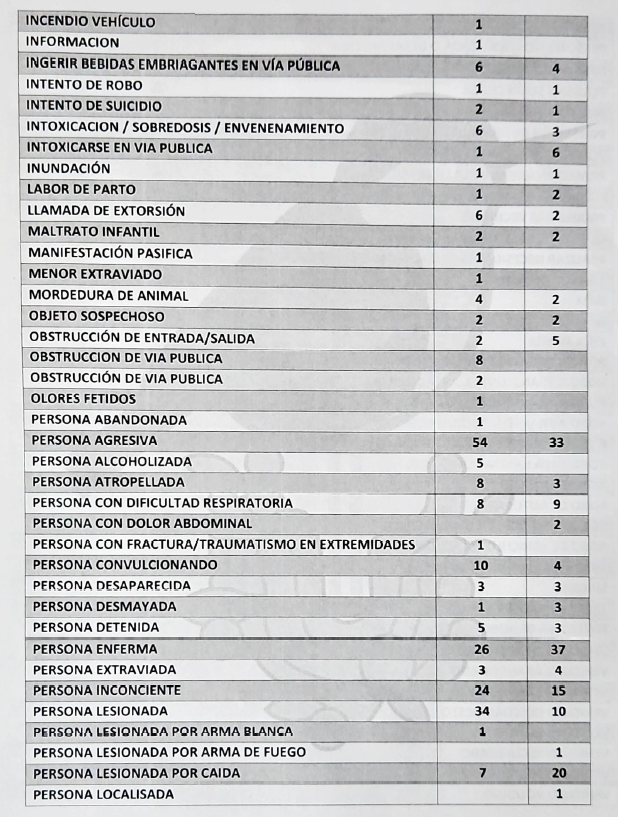 INCENDIO VEHÍCULO 1
INFORMACION 1
INGERIR BEBIDAS EMBRIAGANTES EN VÍA PÚBLICA 6 4
INTENTO DE ROBO 1 1
INTENTO DE SUICIDIO 2 1
INTOXICACION / SOBREDOSIS / ENVENENAMIENTO 6 3
INTOXICARSE EN VIA PUBLICA 1 6
INUNDACIÓN 1 1
LABOR DE PARTO 1 2
LLAMADA DE EXTORSIÓN 6 2
MALTRATO INFANTIL 2 2
MANIFESTACIÓN PASIFICA 1
MENOR EXTRAVIADO 1
MORDEDURA DE ANIMAL 4 2
OBJETO SOSPECHOSO 2 2
OBSTRUCCIÓN DE ENTRADA/SALIDA 2 5
OBSTRUCCION DE VIA PUBLICA 8
OBSTRUCCIÓN DE VIA PUBLICA 2
OLORES FETIDOS 1
PERSONA ABANDONADA 1
PERSONA AGRESIVA 54 33
PERSONA ALCOHOLIZADA 5
PERSONA ATROPELLADA 8 3
PERSONA CON DIFICULTAD RESPIRATORIA 8 9
PERSONA CON DOLOR ABDOMINAL 2
PERSONA CON FRACTURA/TRAUMATISMO EN EXTREMIDADES 1
PERSONA CONVULCIONANDO 10 4
PERSONA DESAPARECIDA 3 3
PERSONA DESMAYADA 1 3
PERSONA DETENIDA 5 3
PERSONA ENFERMA 26 37
PERSONA EXTRAVIADA 3 4
PERSONA INCONCIENTE 24 15
PERSONA LESIONADA 34 10
PERSONA LESIONADA POR ARMA BLANCA 1
PERSONA LESIONADA POR ARMA DE FUEGO 1
PERSONA LESIONADA POR CAIDA 7 20
PERSONA LOCALISADA 1